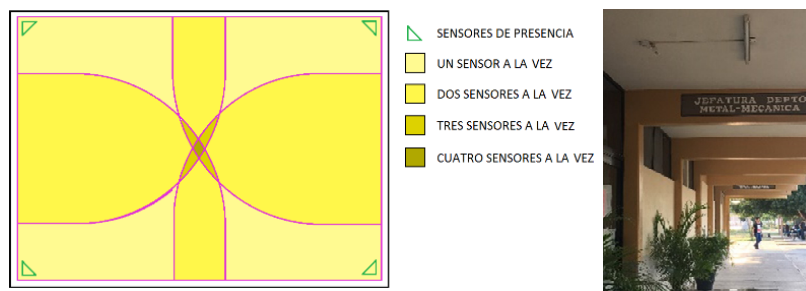 SENSORES DE PRESENCIA
UN SENSOR A LA VEZ
DOS SENSORES A LA VEZ
TRES SENSORES A LA VEZ
CUATRO SENSORES A LA VEZ
JEFATURA DEPTO
METAL-MECANICA